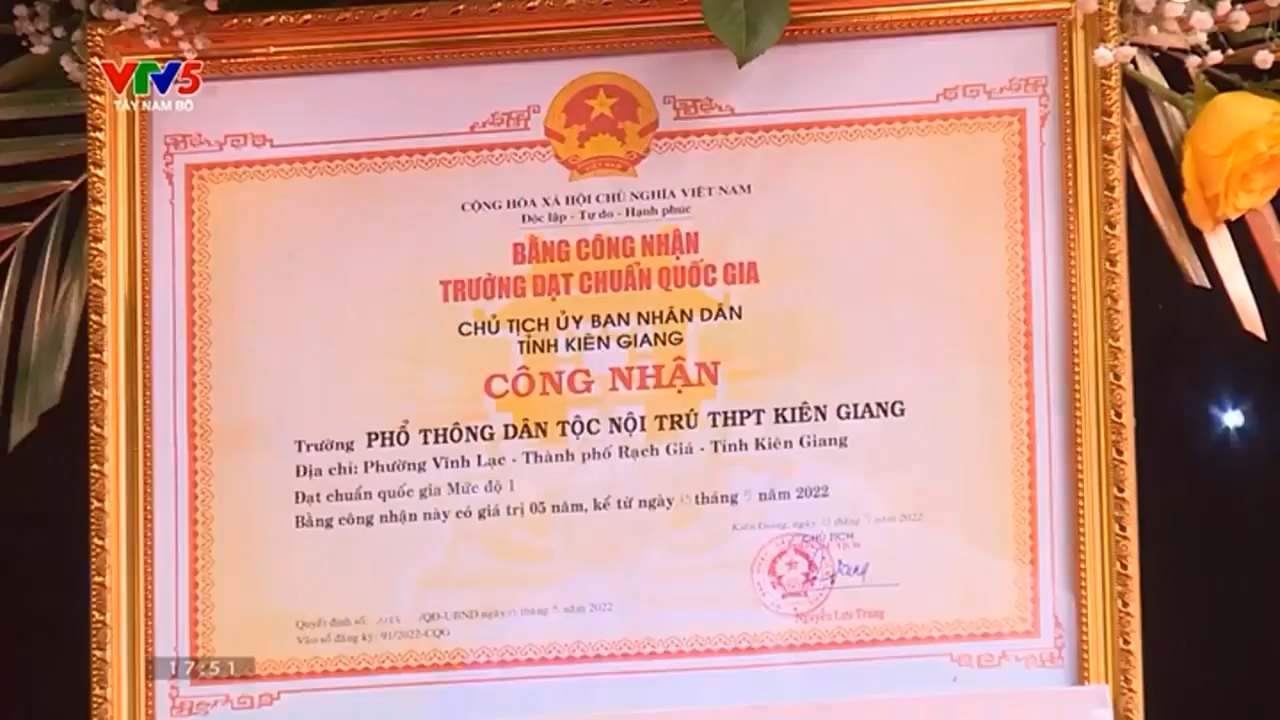 VTV5
TÂY NAM BỘ
CỘNG HÒA XÃ HỘI CHỦ NGHĨA VIỆT NAM
Độc lập - Tự do - Hạnh phúc
BẰNG CÔNG NHẬN
TRƯỜNG ĐẠT CHUẨN QUỐC GIA
CHỦ TỊCH ỦY BAN NHÂN DÂN
TỈNH KIÊN GIANG
CÔNG NHẬN
Trường PHỔ THÔNG DÂN TỘC NỘI TRÚ THPT KIÊN GIANG
Địa chỉ: Phường Vĩnh Lạc - Thành phố Rạch Giá - Tỉnh Kiên Giang
Đạt chuẩn quốc gia Mức độ 1
Bằng công nhận này có giá trị 05 năm, kể từ ngày tháng 5 năm 2022
Kiên Giang, ngày tháng 5 năm 2022
CHỦ TỊCH
Nguyễn Lưu Trung
Quyết định số: /QĐ-UBND ngày tháng 5 năm 2022
Vào sổ đăng ký: 91/2022-CQG
17:51